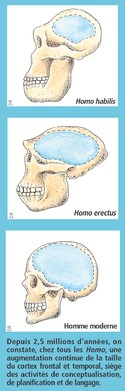 Homo habilis
Homo erectus
Homme moderne
Depuis 2,5 millions d'années, on
constate, chez tous les Homo, une
augmentation continue de la taille
du cortex frontal et temporal, siège
des activités de conceptualisation,
de planification et de langage.